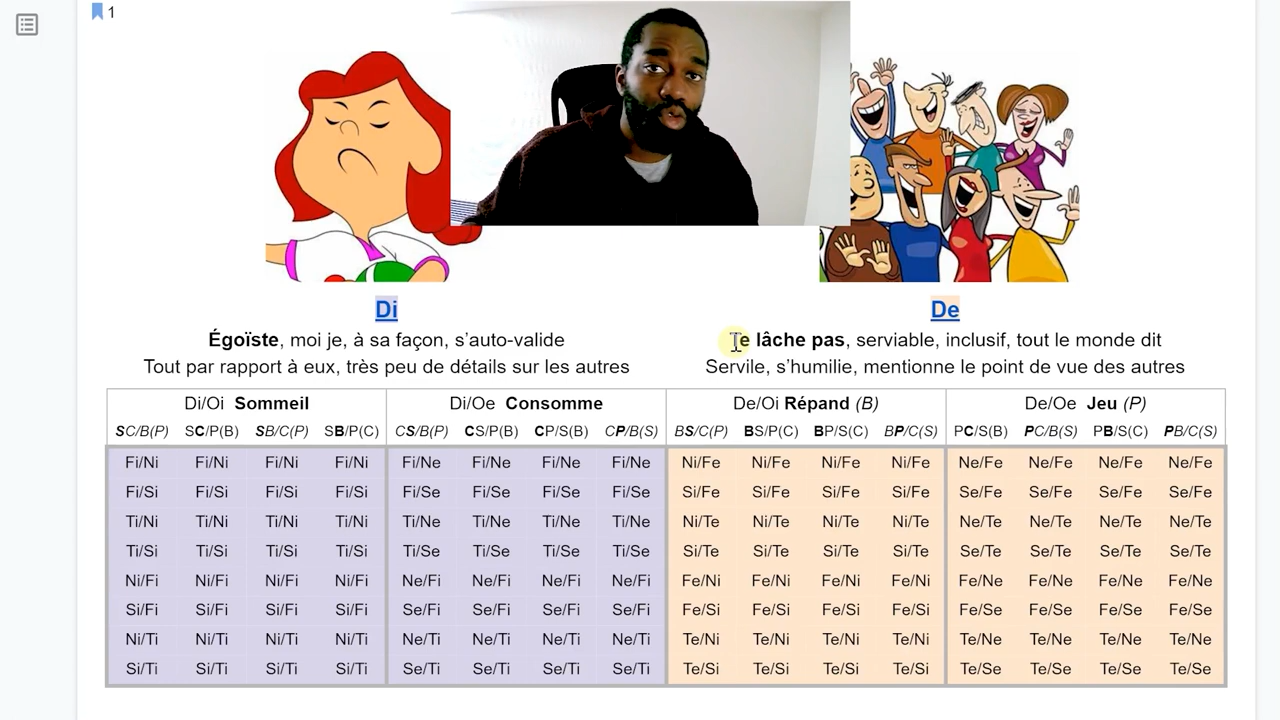 1
Di
De
Égoïste, moi je, à sa façon, s’auto-valide
Te lâche pas, serviable, inclusif, tout le monde dit
Tout par rapport à eux, très peu de détails sur les autres
Servile, s’humilie, mentionne le point de vue des autres
Di/Oi Sommeil Di/Oe Consomme De/Oi Répand (B) De/Oe Jeu (P)
SC/B(P) SC/P(B) SB/C(P) SB/P(C) CS/B(P) CS/P(B) CP/S(B) CP/B(S) BS/C(P) BS/P(C) BP/S(C) BP/C(S) PC/S(B) PC/B(S) PB/S(C) PB/C(S)
Fi/Ni Fi/Ni Fi/Ni Fi/Ni Fi/Ne Fi/Ne Fi/Ne Fi/Ne Ni/Fe Ni/Fe Ni/Fe Ni/Fe Ne/Fe Ne/Fe Ne/Fe Ne/Fe
Fi/Si Fi/Si Fi/Si Fi/Si Fi/Se Fi/Se Fi/Se Fi/Se Si/Fe Si/Fe Si/Fe Si/Fe Se/Fe Se/Fe Se/Fe Se/Fe
Ti/Ni Ti/Ni Ti/Ni Ti/Ni Ti/Ne Ti/Ne Ti/Ne Ti/Ne Ni/Te Ni/Te Ni/Te Ni/Te Ne/Te Ne/Te Ne/Te Ne/Te
Ti/Si Ti/Si Ti/Si Ti/Si Ti/Se Ti/Se Ti/Se Ti/Se Si/Te Si/Te Si/Te Si/Te Se/Te Se/Te Se/Te Se/Te
Ni/Fi Ni/Fi Ni/Fi Ni/Fi Ne/Fi Ne/Fi Ne/Fi Ne/Fi Fe/Ni Fe/Ni Fe/Ni Fe/Ni Fe/Ne Fe/Ne Fe/Ne Fe/Ne
Si/Fi Si/Fi Si/Fi Si/Fi Se/Fi Se/Fi Se/Fi Se/Fi Fe/Si Fe/Si Fe/Si Fe/Si Fe/Se Fe/Se Fe/Se Fe/Se
Ni/Ti Ni/Ti Ni/Ti Ni/Ti Ne/Ti Ne/Ti Ne/Ti Ne/Ti Te/Ni Te/Ni Te/Ni Te/Ni Te/Ne Te/Ne Te/Ne Te/Ne
Si/Ti Si/Ti Si/Ti Si/Ti Se/Ti Se/Ti Se/Ti Se/Ti Te/Si Te/Si Te/Si Te/Si Te/Se Te/Se Te/Se Te/Se